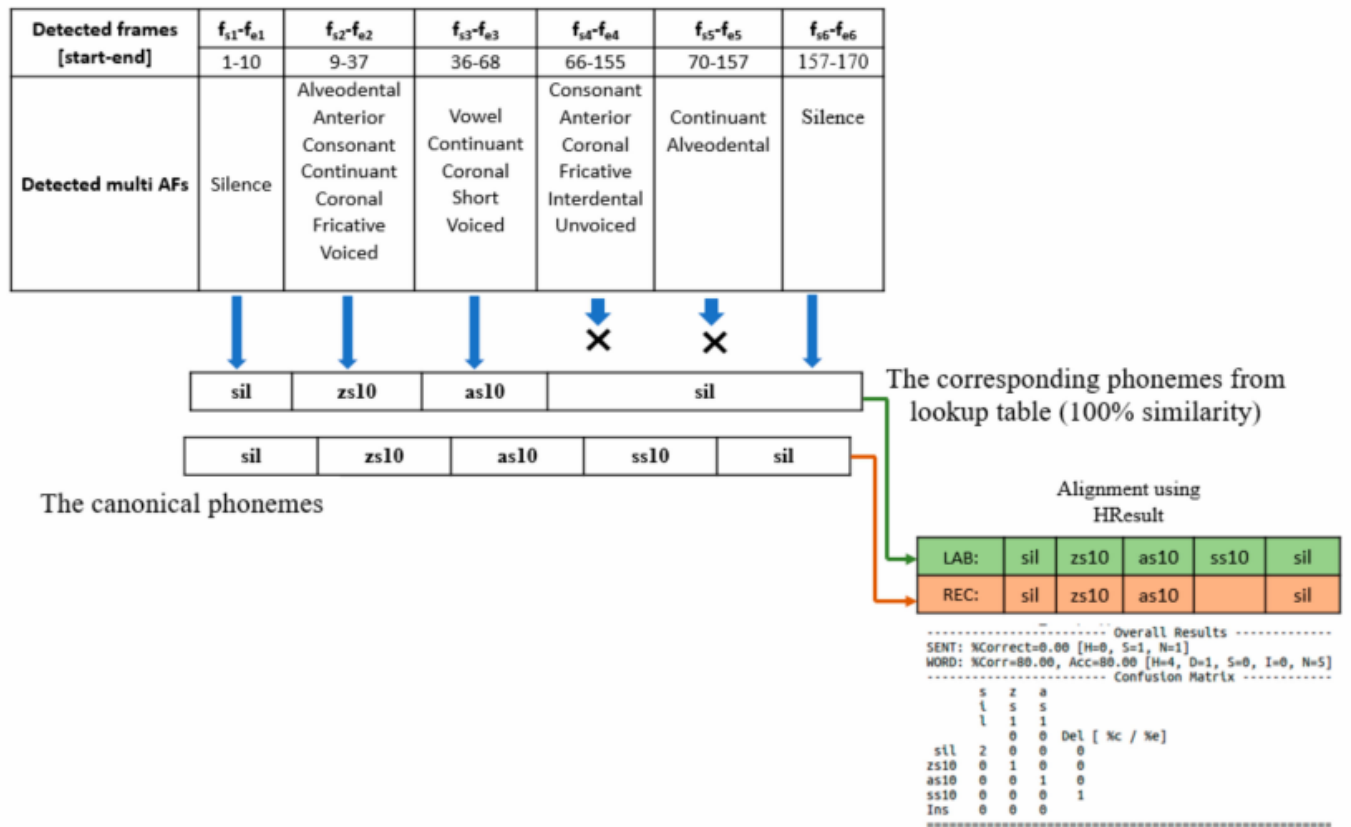 Detected frames [start-end] fs1-fe1 fs2-fe2 fs3-fe3 fs4-fe4 fs5-fe5 fs6-fe6
1-10 9-37 36-68 66-155 70-157 157-170
Detected multi AFs
Silence
Alveodental
Anterior
Consonant
Continuant
Coronal
Fricative
Voiced
Vowel
Continuant
Coronal
Short
Voiced
Consonant
Anterior
Coronal
Fricative
Interdental
Unvoiced
Continuant
Alveodental
Silence
sil zs10 as10 sil
The corresponding phonemes from
lookup table (100% similarity)
sil zs10 as10 ss10 sil
The canonical phonemes
Alignment using
HResult
LAB: sil zs10 as10 ss10 sil
REC: sil zs10 as10 sil
------------------------ Overall Results -------------
SENT: %Correct=0.00 [H=0, S=1, N=1]
WORD: %Corr=80.00, Acc=80.00 [H=4, D=1, S=0, I=0, N=5]
------------------------ Confusion Matrix ------------
s z a
i s s
l 1 1
0 0 Del [ %c / %e]
sil 2 0 0 0
zs10 0 1 0 0
as10 0 0 1 0
ss10 0 0 0 1
Ins 0 0 0
======================================================